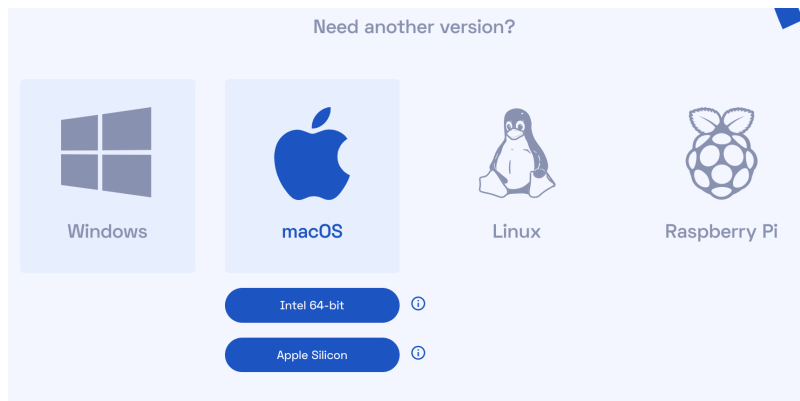 Need another version?
Windows
macOS
Linux
Raspberry Pi
Intel 64-bit
Apple Silicon